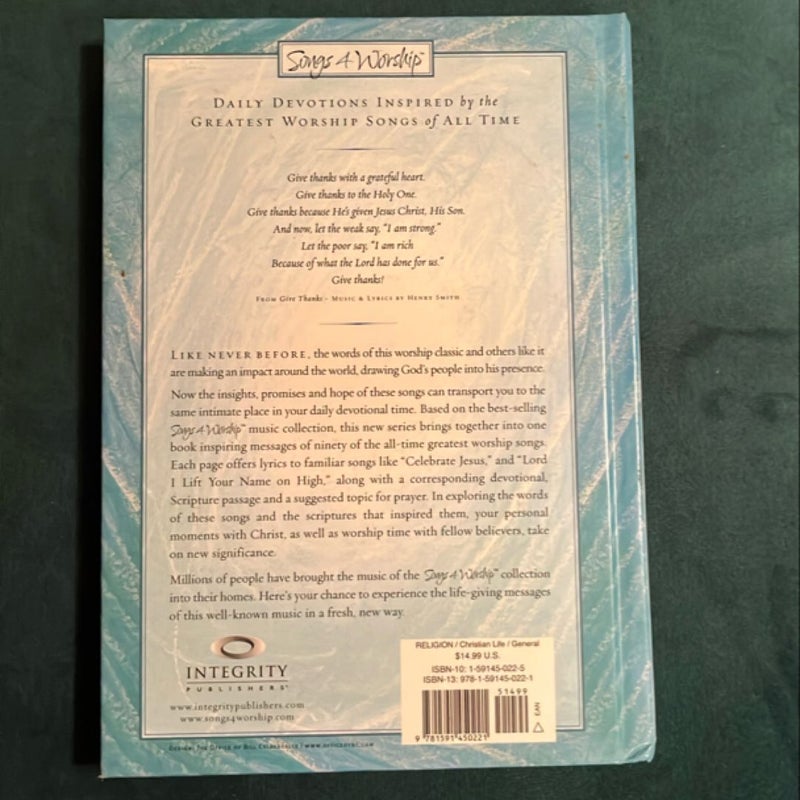 Songs 4 Worship™
DAILY DEVOTIONS INSPIRED by the
GREATEST WORSHIP SONGS of ALL TIME
Give thanks with a grateful heart.
Give thanks to the Holy One.
Give thanks because He's given Jesus Christ, His Son.
And now, let the weak say, "I am strong."
Let the poor say, "I am rich
Because of what the Lord has done for us."
Give thanks!
FROM Give Thanks - MUSIC & LYRICS BY HENRY SMITH
LIKE NEVER BEFORE, the words of this worship classic and others like it
are making an impact around the world, drawing God's people into his presence.
Now the insights, promises and hope of these songs can transport you to the
same intimate place in your daily devotional time. Based on the best-selling
Songs 4 Worship™ music collection, this new series brings together into one
book inspiring messages of ninety of the all-time greatest worship songs.
Each page offers lyrics to familiar songs like "Celebrate Jesus," and "Lord
I Lift Your Name on High," along with a corresponding devotional,
Scripture passage and a suggested topic for prayer. In exploring the words
of these songs and the scriptures that inspired them, your personal
moments with Christ, as well as worship time with fellow believers, take
on new significance.
Millions of people have brought the music of the Songs 4 Worship™ collection
into their homes. Here's your chance to experience the life-giving messages
of this well-known music in a fresh, new way.
INTEGRITY
PUBLISHERS
www.integritypublishers.com
www.songs4worship.com
DESIGN: THE OFFICE OF BILL
RELIGION / Christian Life / General
$14.99 U.S.
ISBN-10: 1-59145-022-5
ISBN-13: 978-1-59145-022-1
51499
EAN
9 781591 450221